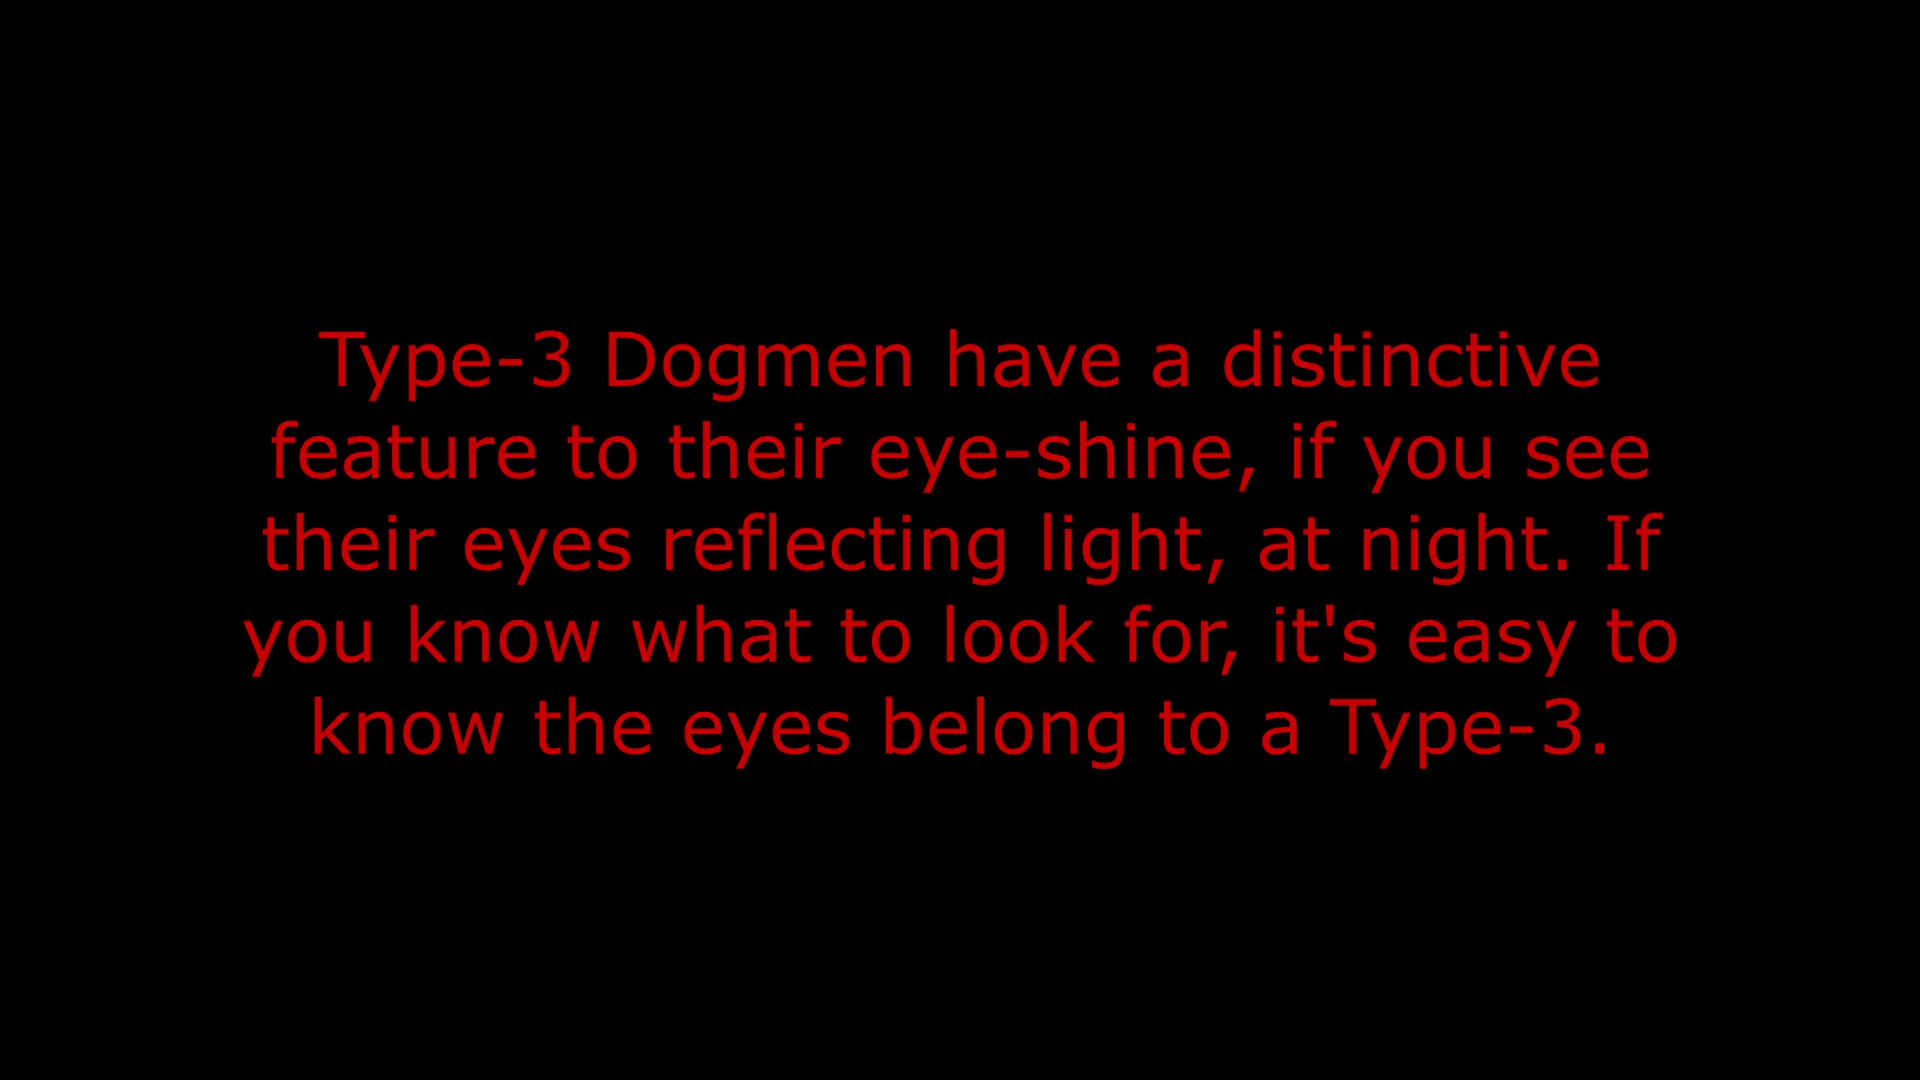 Type-3 Dogmen have a distinctive
feature to their eye-shine, if you see
their eyes reflecting light, at night. If
you know what to look for, it's easy to
know the eyes belong to a Type-3.